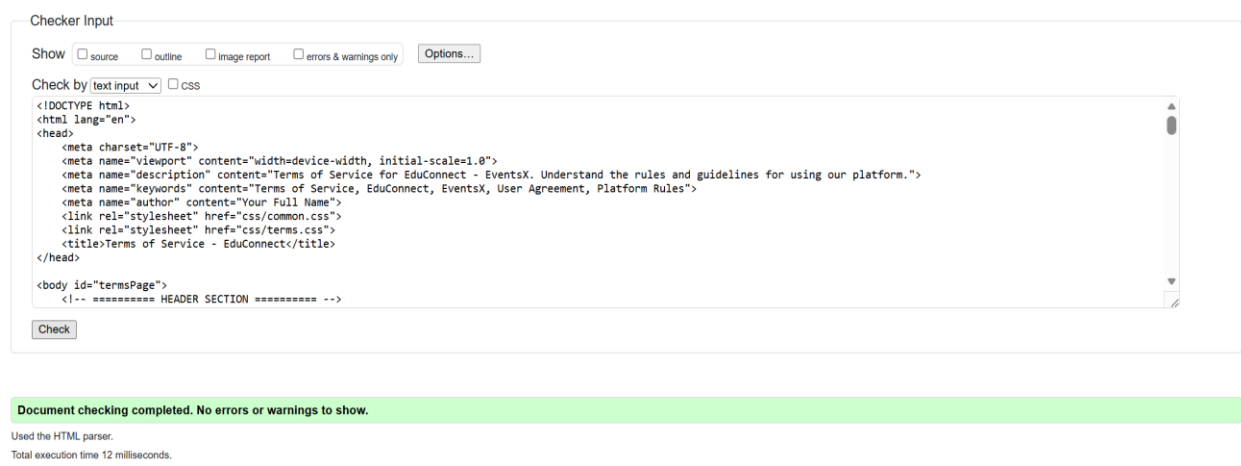 Checker Input
Show source outline image report errors & warnings only Options...
Check by text input css
<!DOCTYPE html>
<html lang="en">
<head>
    <meta charset="UTF-8">
    <meta name="viewport" content="width=device-width, initial-scale=1.0">
    <meta name="description" content="Terms of Service for EduConnect - EventsX. Understand the rules and guidelines for using our platform.">
    <meta name="keywords" content="Terms of Service, EduConnect, EventsX, User Agreement, Platform Rules">
    <meta name="author" content="Your Full Name">
    <link rel="stylesheet" href="css/common.css">
    <link rel="stylesheet" href="css/terms.css">
    <title>Terms of Service - EduConnect</title>
</head>
<body id="termsPage">
    <!-- ========== HEADER SECTION ========== -->
Check
Document checking completed. No errors or warnings to show.
Used the HTML parser.
Total execution time 12 milliseconds.